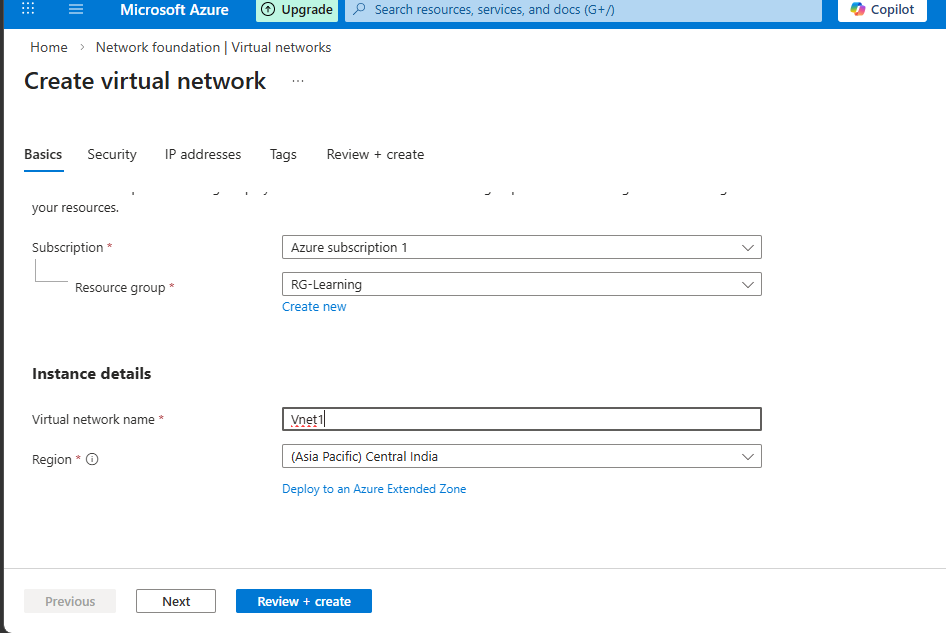 Microsoft Azure
Upgrade
Search resources, services, and docs (G+/)
Copilot
Home > Network foundation | Virtual networks
Create virtual network ...
Basics Security IP addresses Tags Review + create
your resources.
Subscription *
Azure subscription 1
Resource group *
RG-Learning
Create new
Instance details
Virtual network name *
Vnet1
Region *
(Asia Pacific) Central India
Deploy to an Azure Extended Zone
Previous Next Review + create